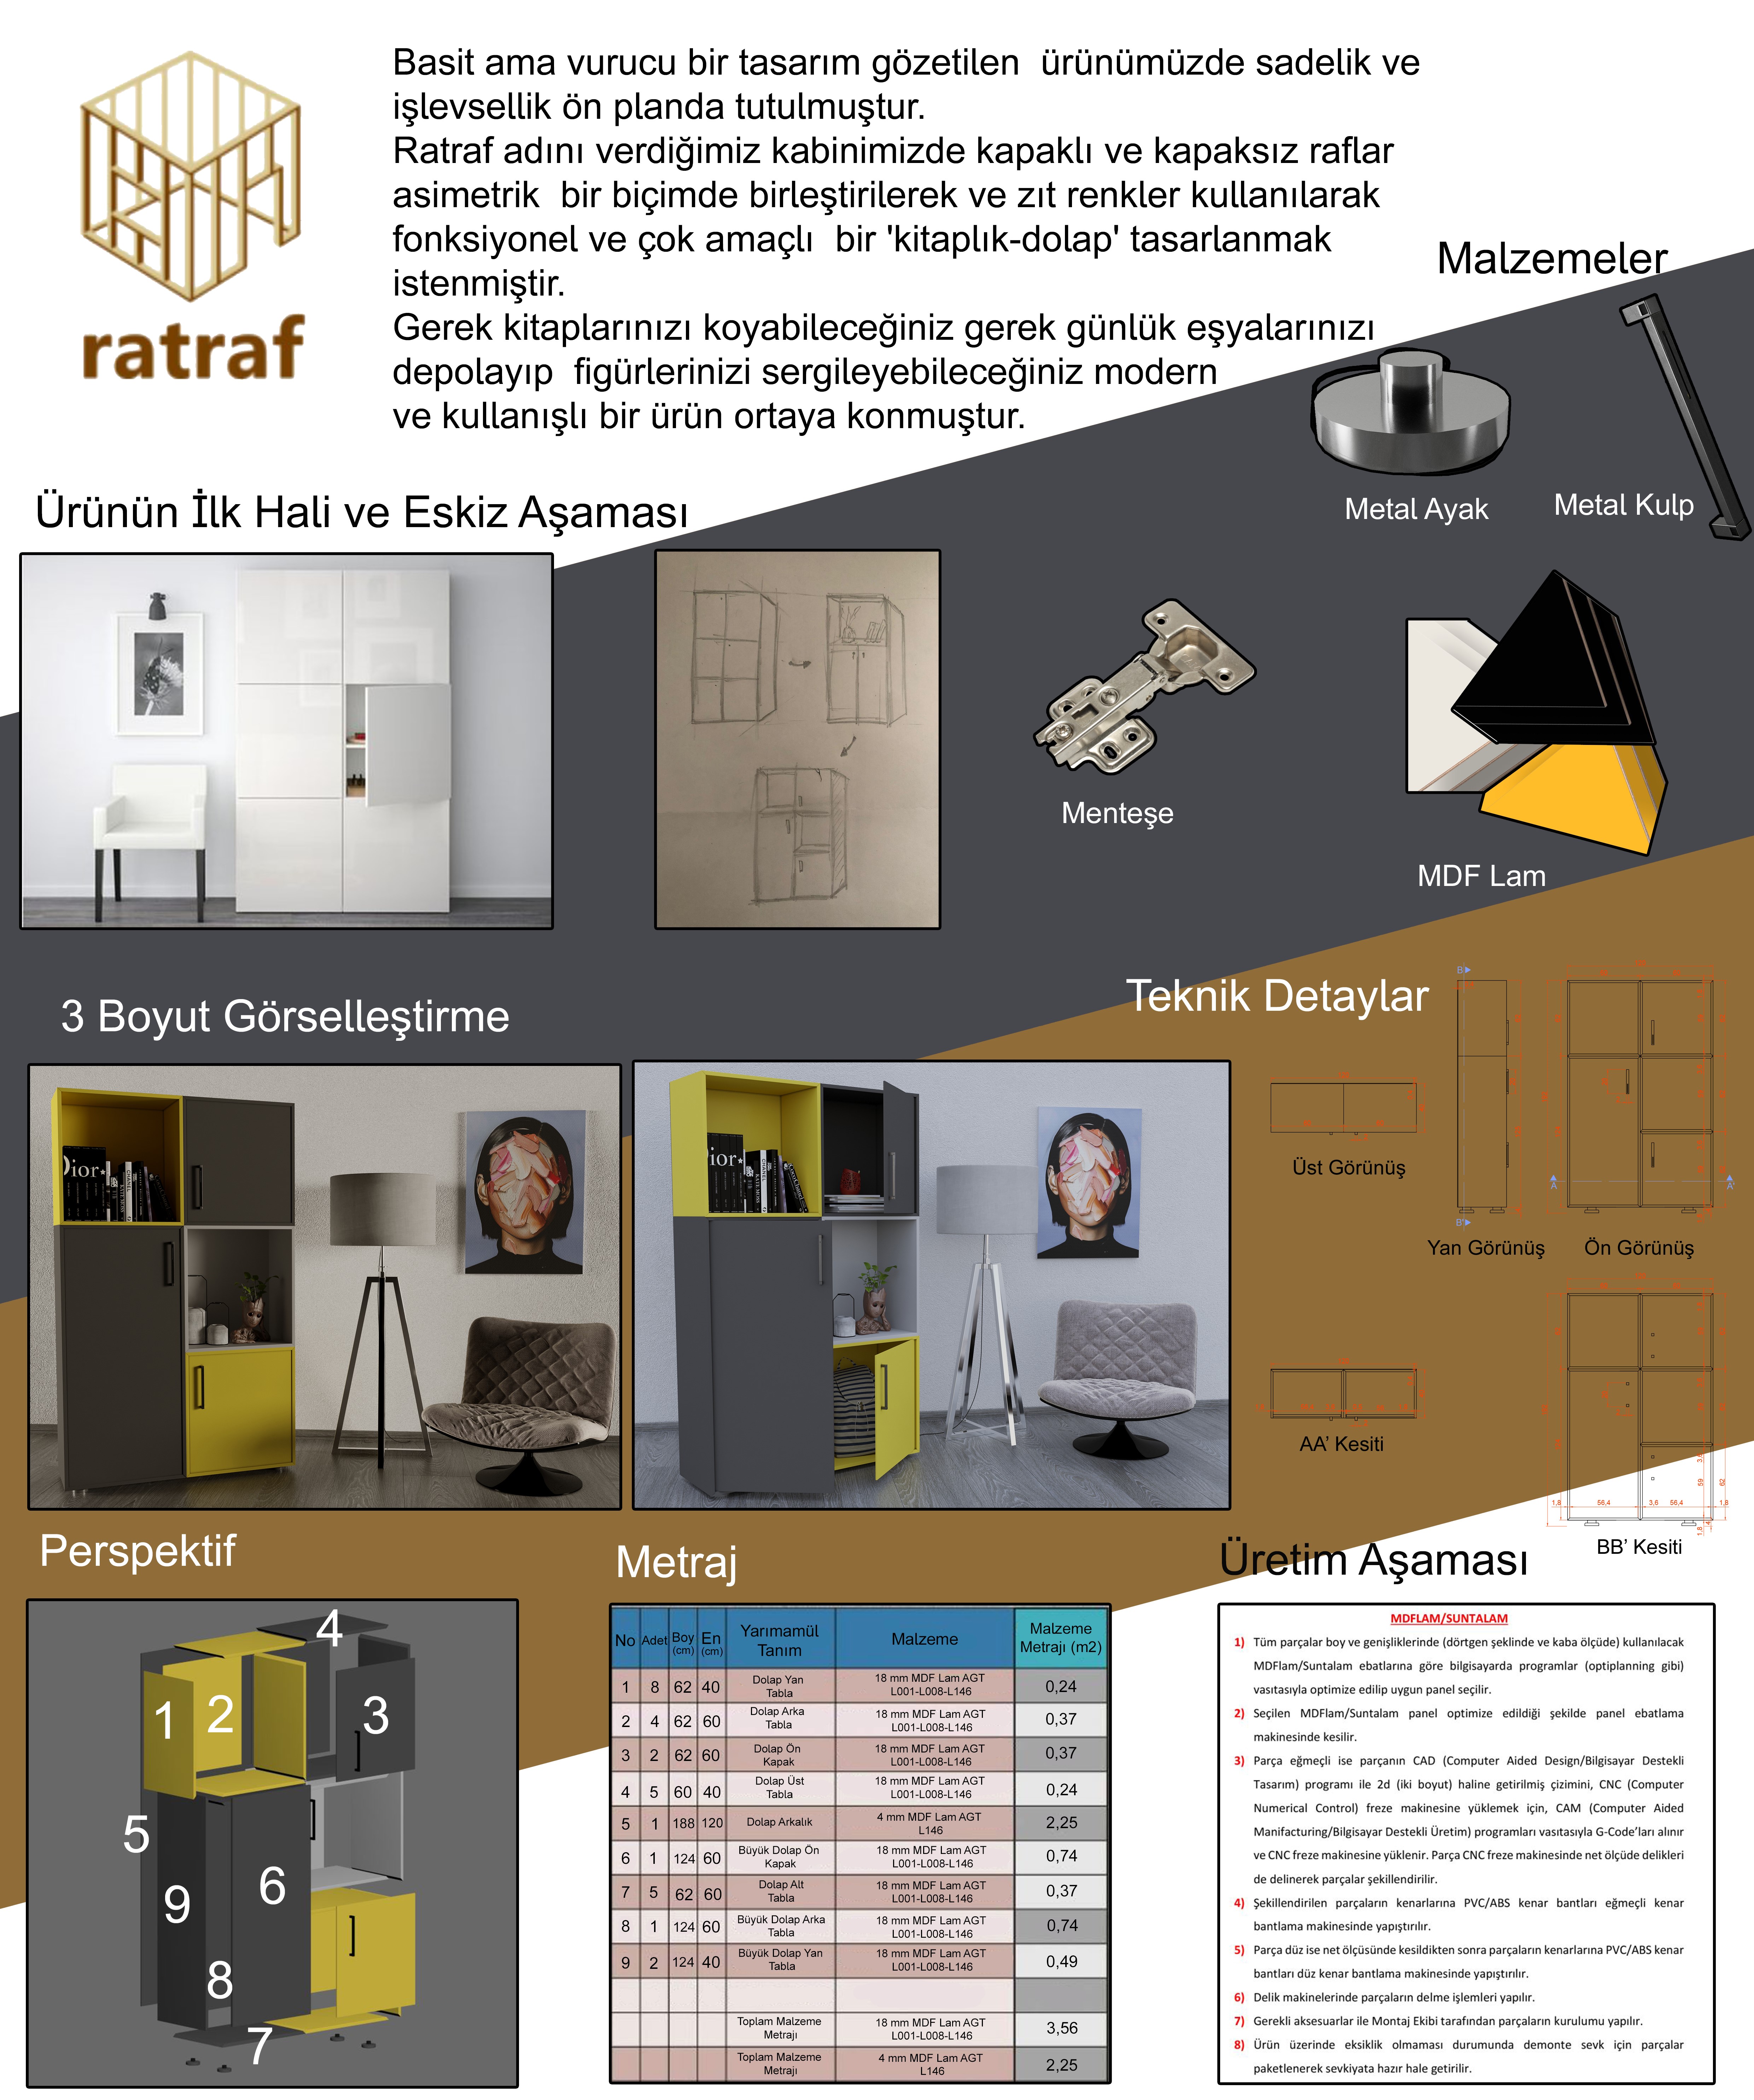 ratraf
Basit ama vurucu bir tasarım gözetilen ürünümüzde sadelik ve
işlevsellik ön planda tutulmuştur.
Ratraf adını verdiğimiz kabinimizde kapaklı ve kapaksız raflar
asimetrik bir biçimde birleştirilerek ve zıt renkler kullanılarak
fonksiyonel ve çok amaçlı bir 'kitaplık-dolap' tasarlanmak
istenmiştir.
Gerek kitaplarınızı koyabileceğiniz gerek günlük eşyalarınızı
depolayıp figürlerinizi sergileyebileceğiniz modern
ve kullanışlı bir ürün ortaya konmuştur.
Malzemeler
Metal Ayak
Metal Kulp
Menteşe
MDF Lam
Ürünün İlk Hali ve Eskiz Aşaması
3 Boyut Görselleştirme
Teknik Detaylar
Üst Görünüş
Yan Görünüş
Ön Görünüş
AA' Kesiti
BB' Kesiti
1,8 56,4 3,6 56,4 1,8
59
62
Perspektif
4
1 2 3
5
6
9
8
7
Metraj
No Adet Boy (cm) En (cm) Yarımamül Tanım Malzeme Malzeme Metrajı (m2)
1 8 62 40 Dolap Yan Tabla 18 mm MDF Lam AGT L001-L008-L146 0,24
2 4 62 60 Dolap Arka Tabla 18 mm MDF Lam AGT L001-L008-L146 0,37
3 2 62 60 Dolap Ön Kapak 18 mm MDF Lam AGT L001-L008-L146 0,37
4 5 60 40 Dolap Üst Tabla 18 mm MDF Lam AGT L001-L008-L146 0,24
5 1 188 120 Dolap Arkalık 4 mm MDF Lam AGT L146 2,25
6 1 124 60 Büyük Dolap Ön Kapak 18 mm MDF Lam AGT L001-L008-L146 0,74
7 5 62 60 Dolap Alt Tabla 18 mm MDF Lam AGT L001-L008-L146 0,37
8 1 124 60 Büyük Dolap Arka Tabla 18 mm MDF Lam AGT L001-L008-L146 0,74
9 2 124 40 Büyük Dolap Yan Tabla 18 mm MDF Lam AGT L001-L008-L146 0,49
Toplam Malzeme Metrajı 18 mm MDF Lam AGT L001-L008-L146 3,56
Toplam Malzeme Metrajı 4 mm MDF Lam AGT L146 2,25
Üretim Aşaması
MDFLAM/SUNTALAM
1) Tüm parçalar boy ve genişliklerinde (dörtgen şeklinde ve kaba ölçüde) kullanılacak
MDFlam/Suntalam ebatlarına göre bilgisayarda programlar (optiplanning gibi)
vasıtasıyla optimize edilip uygun panel seçilir.
2) Seçilen MDFlam/Suntalam panel optimize edildiği şekilde panel ebatlama
makinesinde kesilir.
3) Parça eğmeçli ise parçanın CAD (Computer Aided Design/Bilgisayar Destekli
Tasarım) programı ile 2d (iki boyut) haline getirilmiş çizimini, CNC (Computer
Numerical Control) freze makinesine yüklemek için, CAM (Computer Aided
Manifacturing/Bilgisayar Destekli Üretim) programları vasıtasıyla G-Code'ları alınır
ve CNC freze makinesine yüklenir. Parça CNC freze makinesinde net ölçüde delikleri
de delinerek parçalar şekillendirilir.
4) Şekillendirilen parçaların kenarlarına PVC/ABS kenar bantları eğmeçli kenar
bantlama makinesinde yapıştırılır.
5) Parça düz ise net ölçüsünde kesildikten sonra parçaların kenarlarına PVC/ABS kenar
bantları düz kenar bantlama makinesinde yapıştırılır.
6) Delik makinelerinde parçaların delme işlemleri yapılır.
7) Gerekli aksesuarlar ile Montaj Ekibi tarafından parçaların kurulumu yapılır.
8) Ürün üzerinde eksiklik olmaması durumunda demonte sevk için parçalar
paketlenerek sevkiyata hazır hale getirilir.